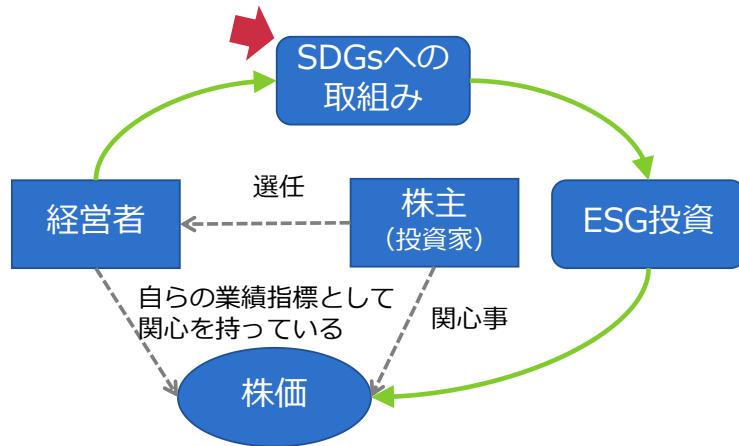 SDGsへの
取組み
選任
経営者
株主
（投資家）
ESG投資
自らの業績指標として
関心を持っている
関心事
株価